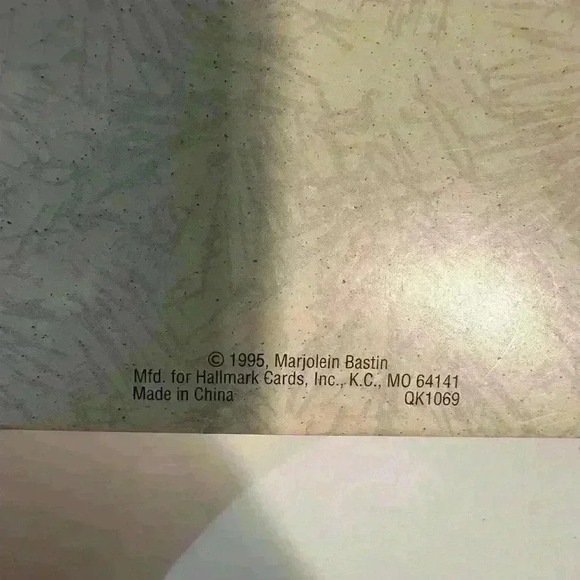 © 1995, Marjolein Bastin
Mfd. for Hallmark Cards, Inc., K.C., MO 64141
Made in China QK1069